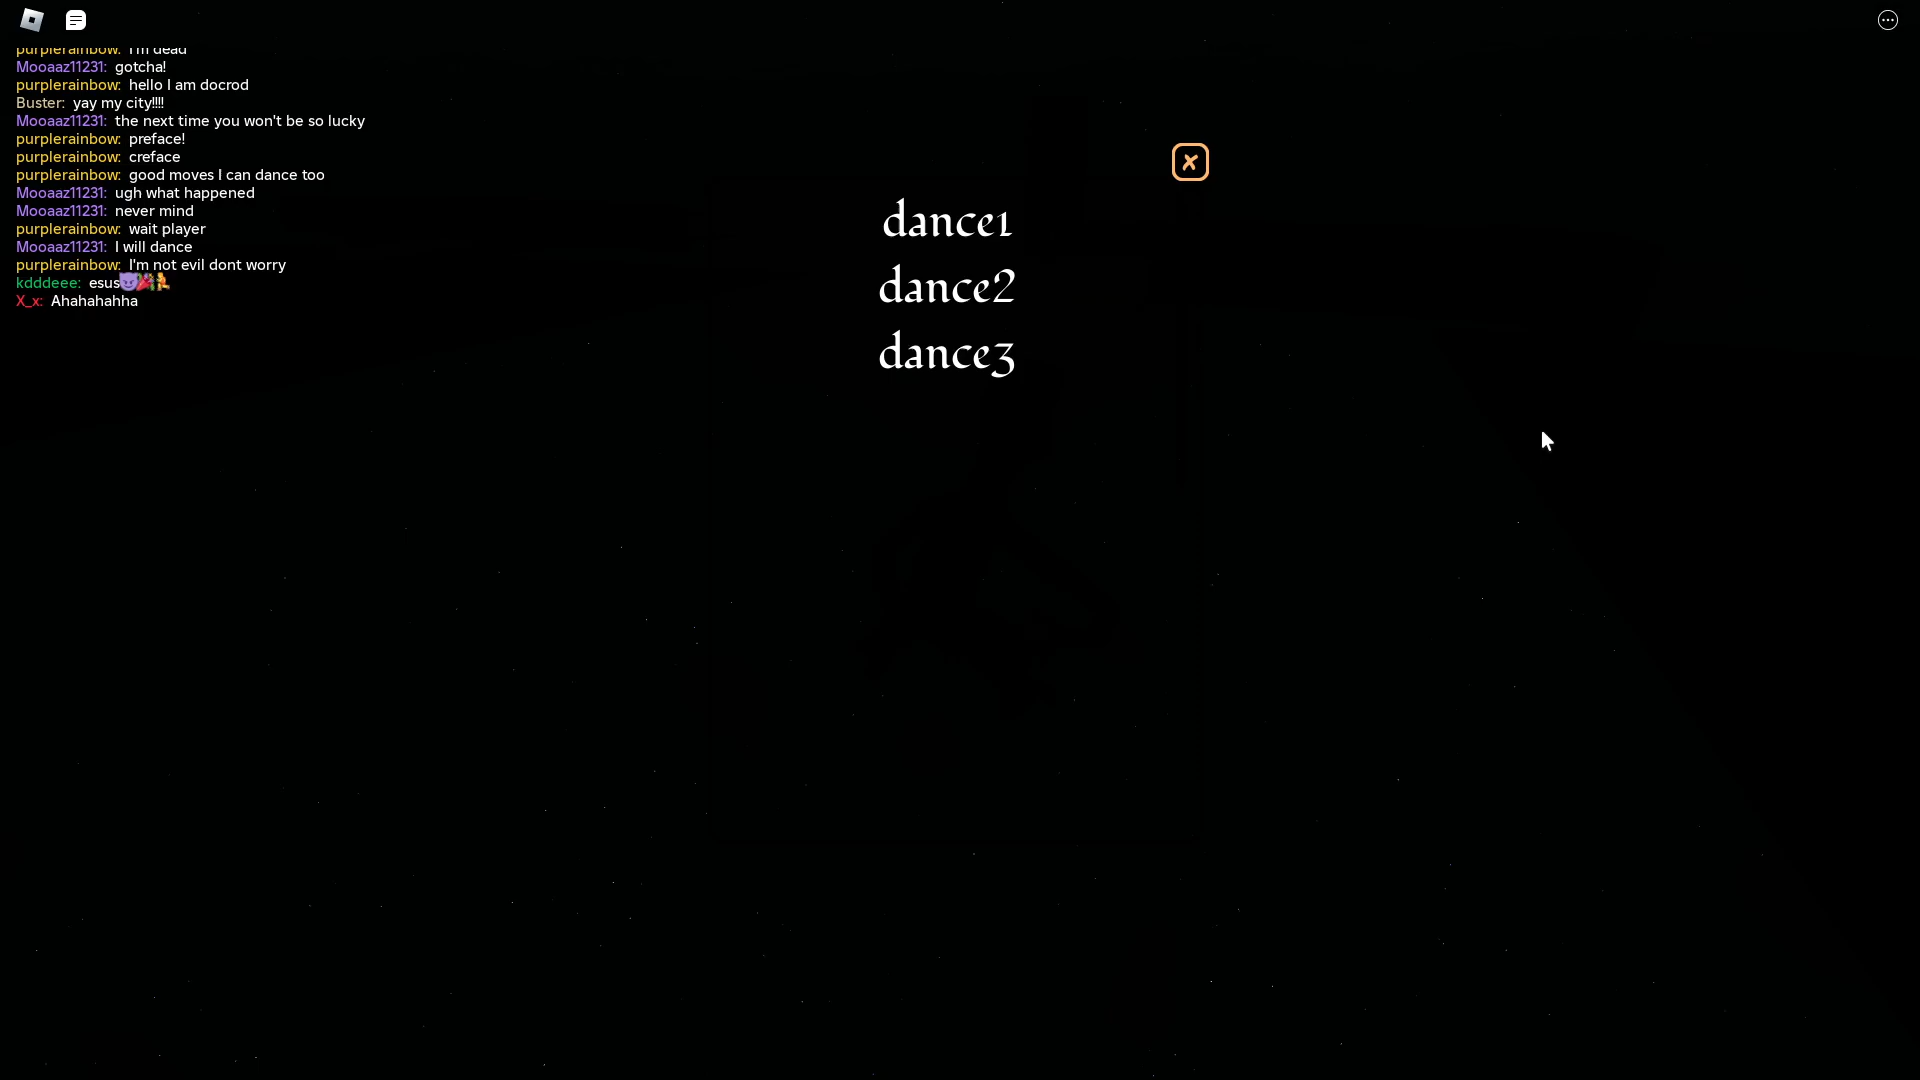 purplerainbow: I'm dead
Mooaaz11231: gotcha!
purplerainbow: hello I am docrod
Buster: yay my city!!!!
Mooaaz11231: the next time you won't be so lucky
purplerainbow: preface!
purplerainbow: creface
purplerainbow: good moves I can dance too
Mooaaz11231: ugh what happened
Mooaaz11231: never mind
purplerainbow: wait player
Mooaaz11231: I will dance
purplerainbow: I'm not evil dont worry
kdddeee: esus😈🎉💃
X_x: Ahahahahha
dance1
dance2
dance3